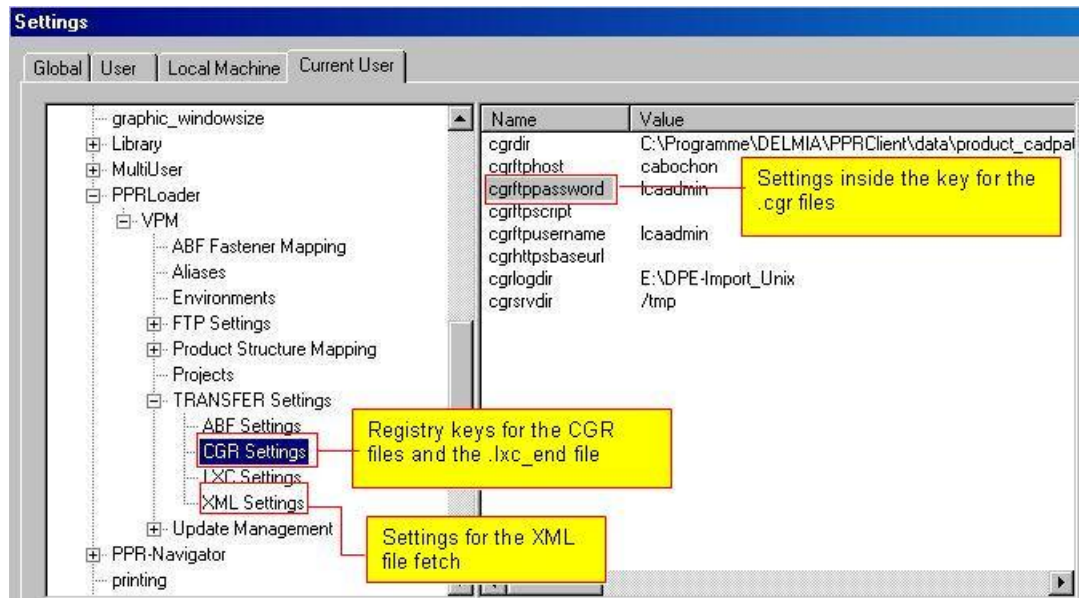 Settings
Global User Local Machine Current User
graphic_windowsize
Library
MultiUser
PPRLoader
VPM
ABF Fastener Mapping
Aliases
Environments
FTP Settings
Product Structure Mapping
Projects
TRANSFER Settings
ABF Settings
CGR Settings
LXC Settings
XML Settings
Update Management
PPR-Navigator
printing
Name Value
cgrdir C:\Programme\DELMIA\PPRClient\data\product_cadpa
cgrftphost cabochon
cgrftppassword lcaadmin
cgrftpscript
cgrftpusername lcaadmin
cgrhttpsbaseurl
cgrlogdir E:\DPE-Import_Unix
cgrsrvdir /tmp
Settings inside the key for the
.cgr files
Registry keys for the CGR
files and the .lxc_end file
Settings for the XML
file fetch